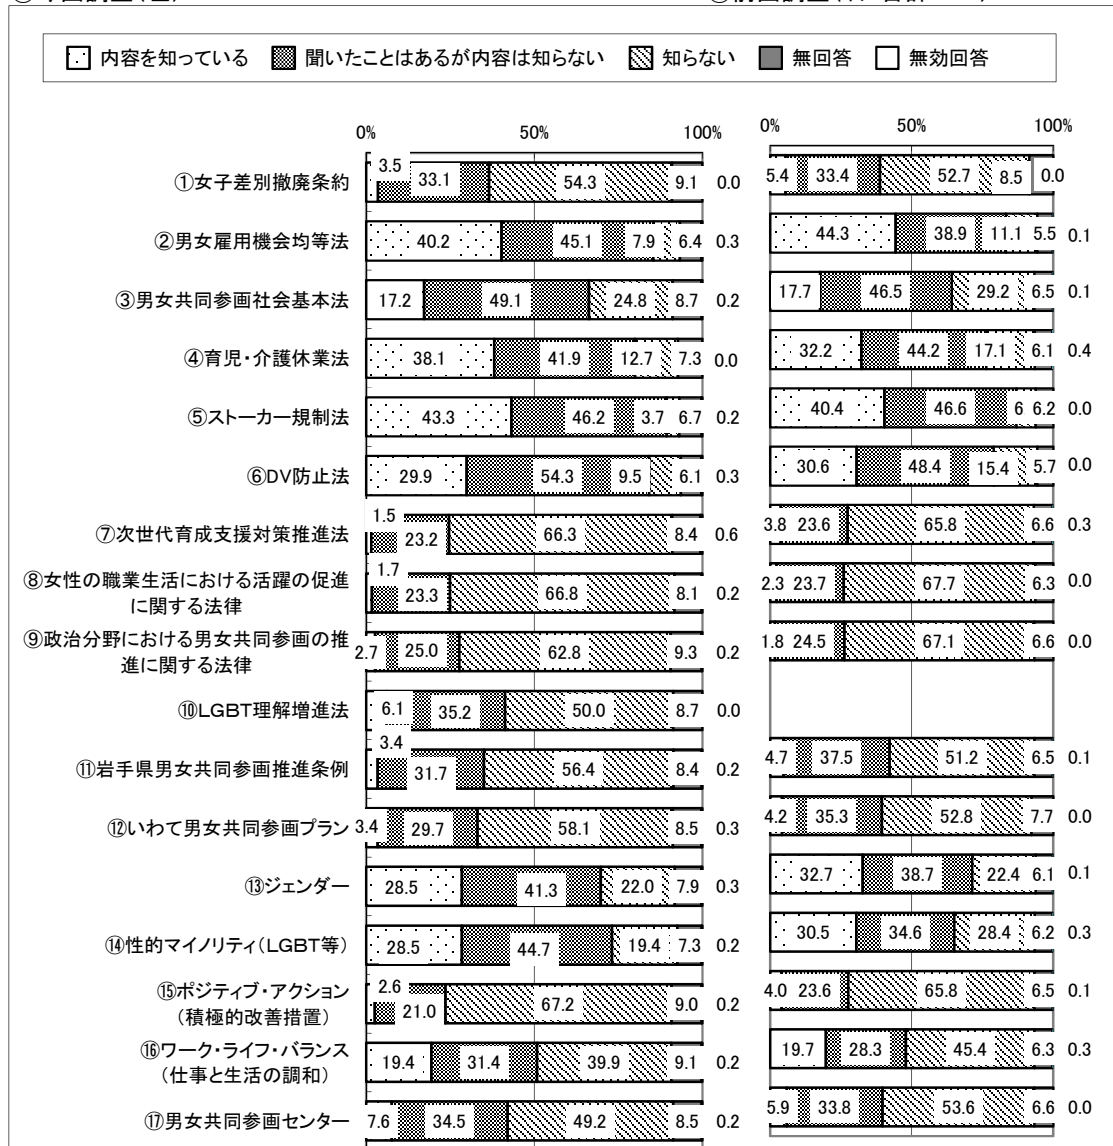 内容を知っている 聞いたことはあるが内容は知らない 知らない 無回答 無効回答
0% 50% 100% 0% 50% 100%
①女子差別撤廃条約 3.5 33.1 54.3 9.1 0.0 5.4 33.4 52.7 8.5 0.0
②男女雇用機会均等法 40.2 45.1 7.9 6.4 0.3 44.3 38.9 11.1 5.5 0.1
③男女共同参画社会基本法 17.2 49.1 24.8 8.7 0.2 17.7 46.5 29.2 6.5 0.1
④育児・介護休業法 38.1 41.9 12.7 7.3 0.0 32.2 44.2 17.1 6.1 0.4
⑤ストーカー規制法 43.3 46.2 3.7 6.7 0.2 40.4 46.6 6 6.2 0.0
⑥DV防止法 29.9 54.3 9.5 6.1 0.3 30.6 48.4 15.4 5.7 0.0
⑦次世代育成支援対策推進法 1.5 23.2 66.3 8.4 0.6 3.8 23.6 65.8 6.6 0.3
⑧女性の職業生活における活躍の促進
に関する法律 1.7 23.3 66.8 8.1 0.2 2.3 23.7 67.7 6.3 0.0
⑨政治分野における男女共同参画の推
進に関する法律 2.7 25.0 62.8 9.3 0.2 1.8 24.5 67.1 6.6 0.0
⑩LGBT理解増進法 6.1 35.2 50.0 8.7 0.0
⑪岩手県男女共同参画推進条例 3.4 31.7 56.4 8.4 0.2 4.7 37.5 51.2 6.5 0.1
⑫いわて男女共同参画プラン 3.4 29.7 58.1 8.5 0.3 4.2 35.3 52.8 7.7 0.0
⑬ジェンダー 28.5 41.3 22.0 7.9 0.3 32.7 38.7 22.4 6.1 0.1
⑭性的マイノリティ(LGBT等) 28.5 44.7 19.4 7.3 0.2 30.5 34.6 28.4 6.2 0.3
⑮ポジティブ・アクション
(積極的改善措置) 2.6 21.0 67.2 9.0 0.2 4.0 23.6 65.8 6.5 0.1
⑯ワーク・ライフ・バランス
(仕事と生活の調和) 19.4 31.4 39.9 9.1 0.2 19.7 28.3 45.4 6.3 0.3
⑰男女共同参画センター 7.6 34.5 49.2 8.5 0.2 5.9 33.8 53.6 6.6 0.0